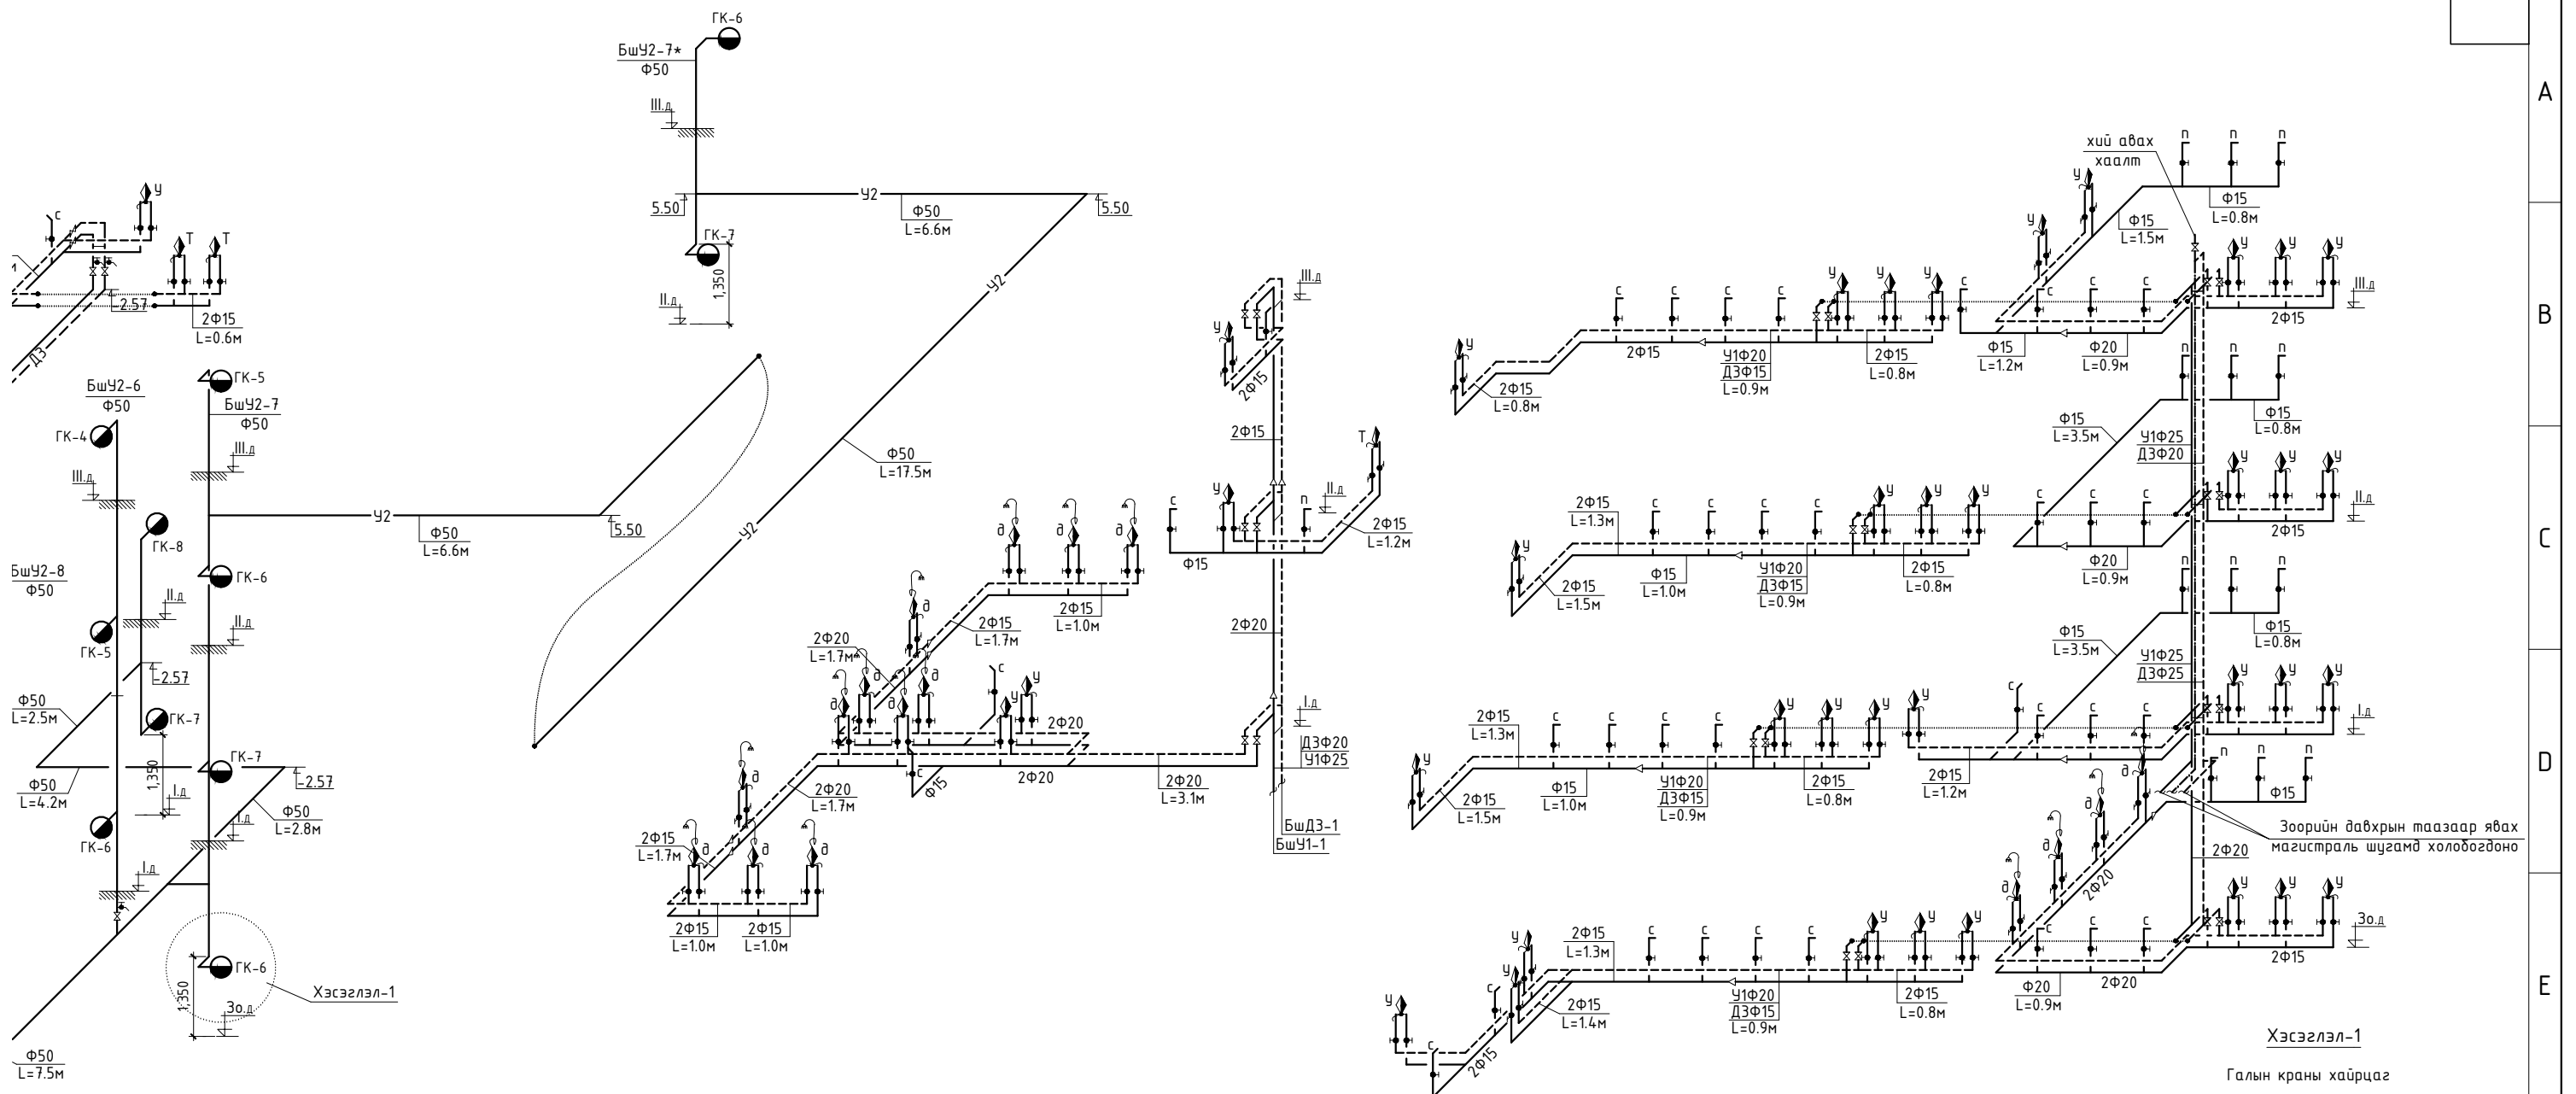 ГК-6
БшУ2-7*
Ф50
III.д
У2
5.50
Ф50
L=6.6м
5.50
ГК-7
1,350
II.д
У2
Ф50
L=17.5м
У2
с
У
Т
Т
-2.57
2Ф15
L=0.6м
Д3
БшУ2-6
Ф50
ГК-5
БшУ2-7
Ф50
ГК-4
III.д
III.д
ГК-8
У2
Ф50
L=6.6м
5.50
БшУ2-8
Ф50
ГК-6
II.д
II.д
ГК-5
-2.57
Ф50
L=2.5м
ГК-7
ГК-7
-2.57
Ф50
L=4.2м
1,350
I.д
I.д
Ф50
L=2.8м
ГК-6
I.д
ГК-6
1,350
Зо.д
Хэсэглэл-1
Ф50
L=7.5м
III.д
У
2Ф15
2Ф15
Т
с
У
п
II.д
2Ф15
L=1.2м
Ф15
2Ф20
д
д
д
2Ф15
L=1.0м
д
2Ф15
L=1.7м
2Ф20
L=1.7м
д
д
д
д
с
У
У
2Ф20
I.д
Д3Ф20
У1Ф25
2Ф20
2Ф20
L=3.1м
с
Ф15
д
2Ф20
L=1.7м
2Ф15
L=1.7м
д
д
д
2Ф15
L=1.0м
2Ф15
L=1.0м
БшД3-1
БшУ1-1
хий авах
хаалт
п
п
п
Ф15
L=0.8м
У
У
Ф15
L=1.5м
У
У
У
III.д
2Ф15
с
с
с
с
У
У
У
с
с
с
с
У
2Ф15
У1Ф20
Д3Ф15
L=0.9м
2Ф15
L=0.8м
Ф15
L=1.2м
Ф20
L=0.9м
2Ф15
L=0.8м
п
п
п
Ф15
L=0.8м
Ф15
L=3.5м
У1Ф25
Д3Ф20
У
У
У
II.д
2Ф15
2Ф15
L=1.3м
с
с
с
с
У
У
У
с
с
с
У
2Ф15
L=1.5м
Ф15
L=1.0м
У1Ф20
Д3Ф15
L=0.9м
2Ф15
L=0.8м
Ф20
L=0.9м
п
п
п
Ф15
L=0.8м
Ф15
L=3.5м
У1Ф25
Д3Ф25
У
У
У
I.д
2Ф15
2Ф15
L=1.3м
с
с
с
с
У
У
У
У
с
с
с
с
У
2Ф15
L=1.5м
Ф15
L=1.0м
У1Ф20
Д3Ф15
L=0.9м
2Ф15
L=0.8м
2Ф15
L=1.2м
п
п
п
Ф15
д
д
д
д
Зоорийн давхрын таазаар явах
магистраль шугамд холобогдоно
2Ф20
2Ф20
У
У
У
Зо.д
2Ф15
2Ф15
L=1.3м
с
с
с
с
У
У
У
с
с
с
У
У
с
У
с
2Ф15
2Ф15
L=1.4м
У1Ф20
Д3Ф15
L=0.9м
2Ф15
L=0.8м
Ф20
L=0.9м
2Ф20
Хэсэглэл-1
Галын краны хайрцаг
A
B
C
D
E